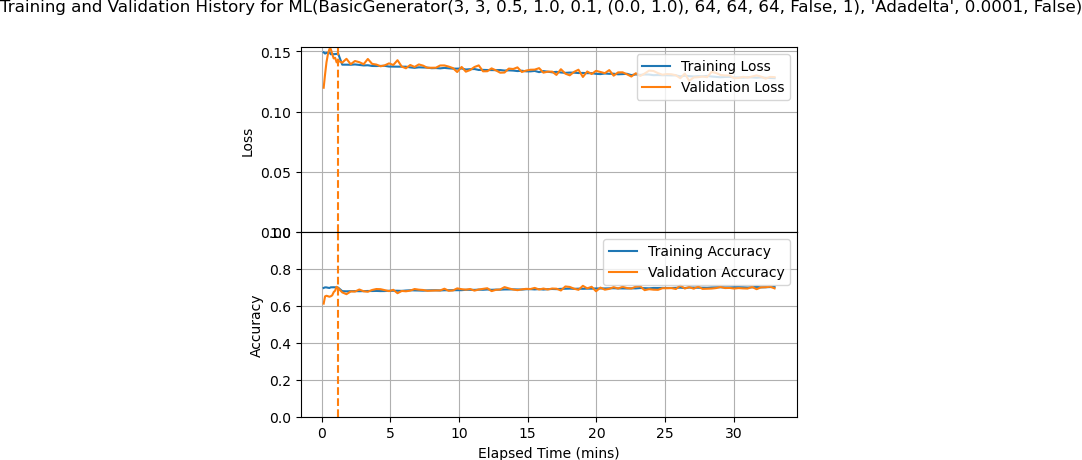 Training and Validation History for ML(BasicGenerator(3, 3, 0.5, 1.0, 0.1, (0.0, 1.0), 64, 64, 64, False, 1), 'Adadelta', 0.0001, False)
0.15
0.10
0.05
0.00
Loss
Training Loss
Validation Loss
1.0
0.8
0.6
0.4
0.2
0.0
Accuracy
Training Accuracy
Validation Accuracy
0 5 10 15 20 25 30
Elapsed Time (mins)